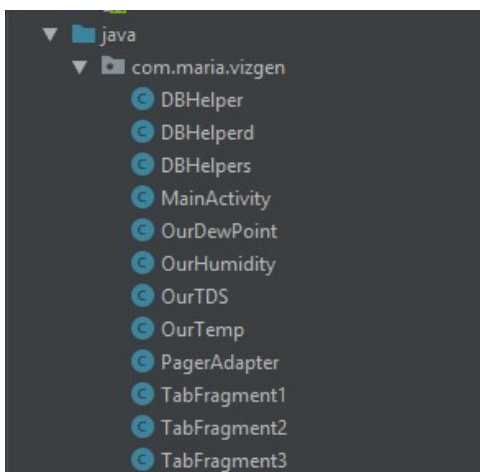 java
com.maria.vizgen
C DBHelper
C DBHelperd
C DBHelpers
C MainActivity
C OurDewPoint
C OurHumidity
C OurTDS
C OurTemp
C PagerAdapter
C TabFragment1
C TabFragment2
C TabFragment3